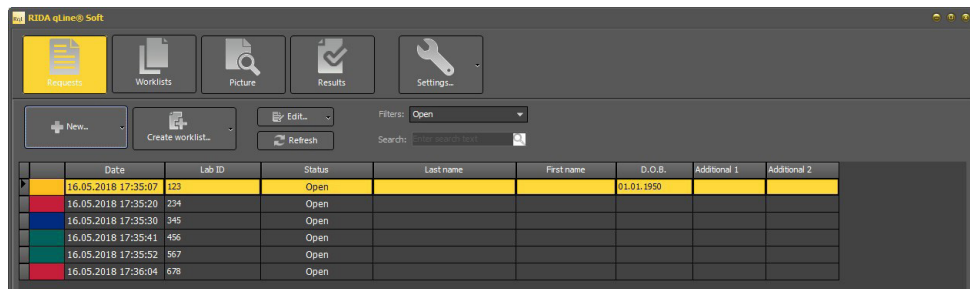 RIDA qLine® Soft
Requests Worklists Picture Results Settings...
New... Create worklist... Edit... Filters: Open
Refresh Search: Enter search text
Date Lab ID Status Last name First name D.O.B. Additional 1 Additional 2
16.05.2018 17:35:07 123 Open 01.01.1950
16.05.2018 17:35:20 234 Open
16.05.2018 17:35:30 345 Open
16.05.2018 17:35:41 456 Open
16.05.2018 17:35:52 567 Open
16.05.2018 17:36:04 678 Open